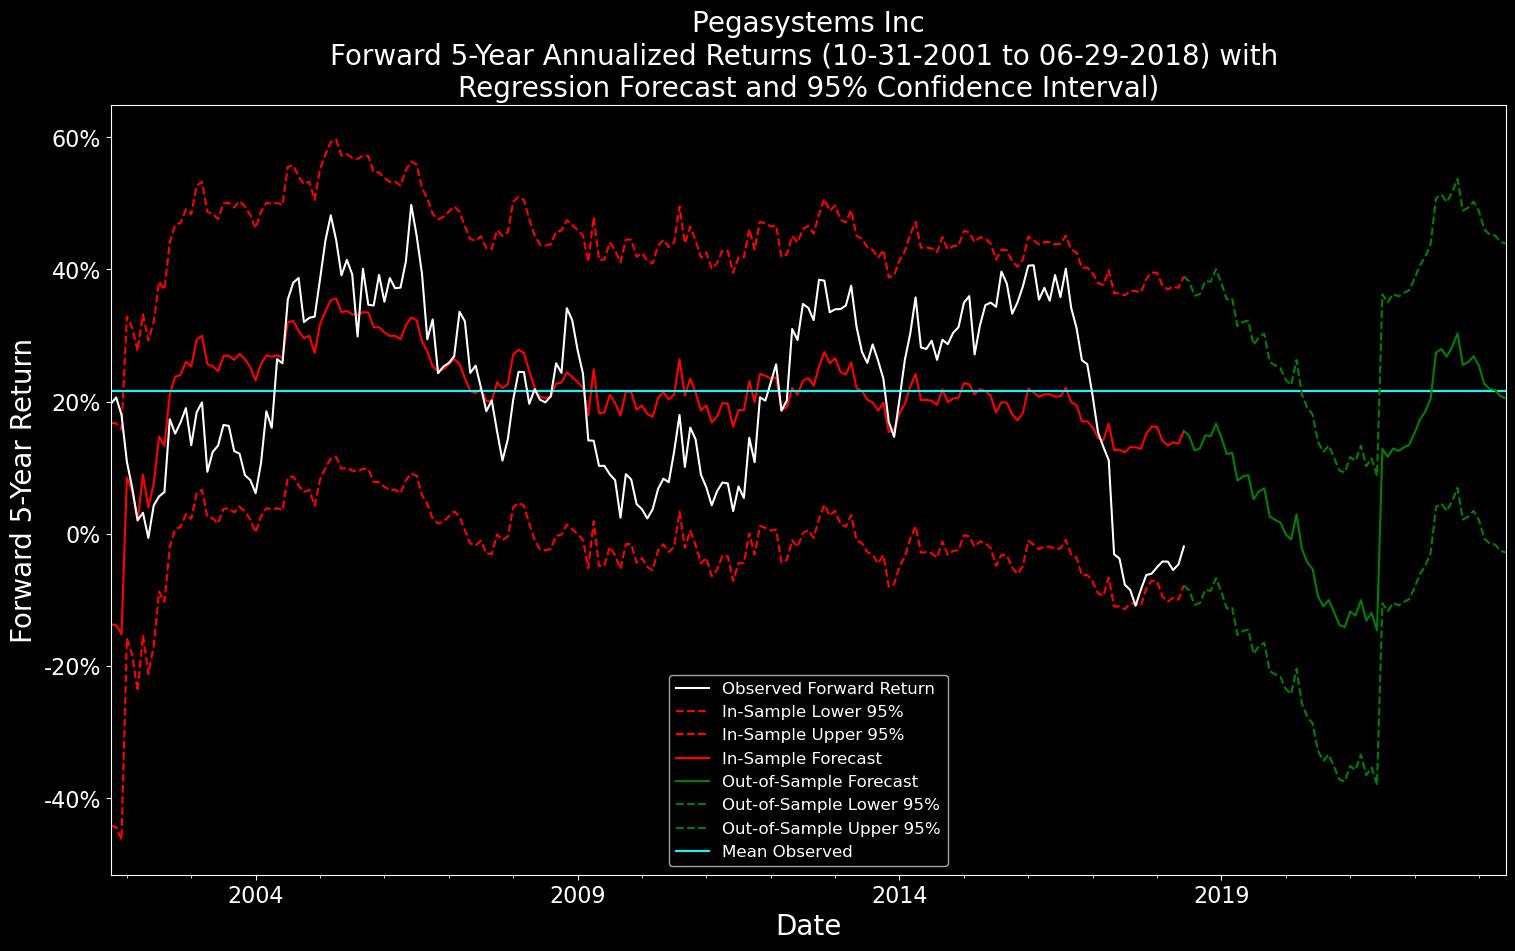 Pegasystems Inc
Forward 5-Year Annualized Returns (10-31-2001 to 06-29-2018) with
Regression Forecast and 95% Confidence Interval)
Forward 5-Year Return
60%
40%
20%
0%
-20%
-40%
Observed Forward Return
In-Sample Lower 95%
In-Sample Upper 95%
In-Sample Forecast
Out-of-Sample Forecast
Out-of-Sample Lower 95%
Out-of-Sample Upper 95%
Mean Observed
2004 2009 2014 2019
Date